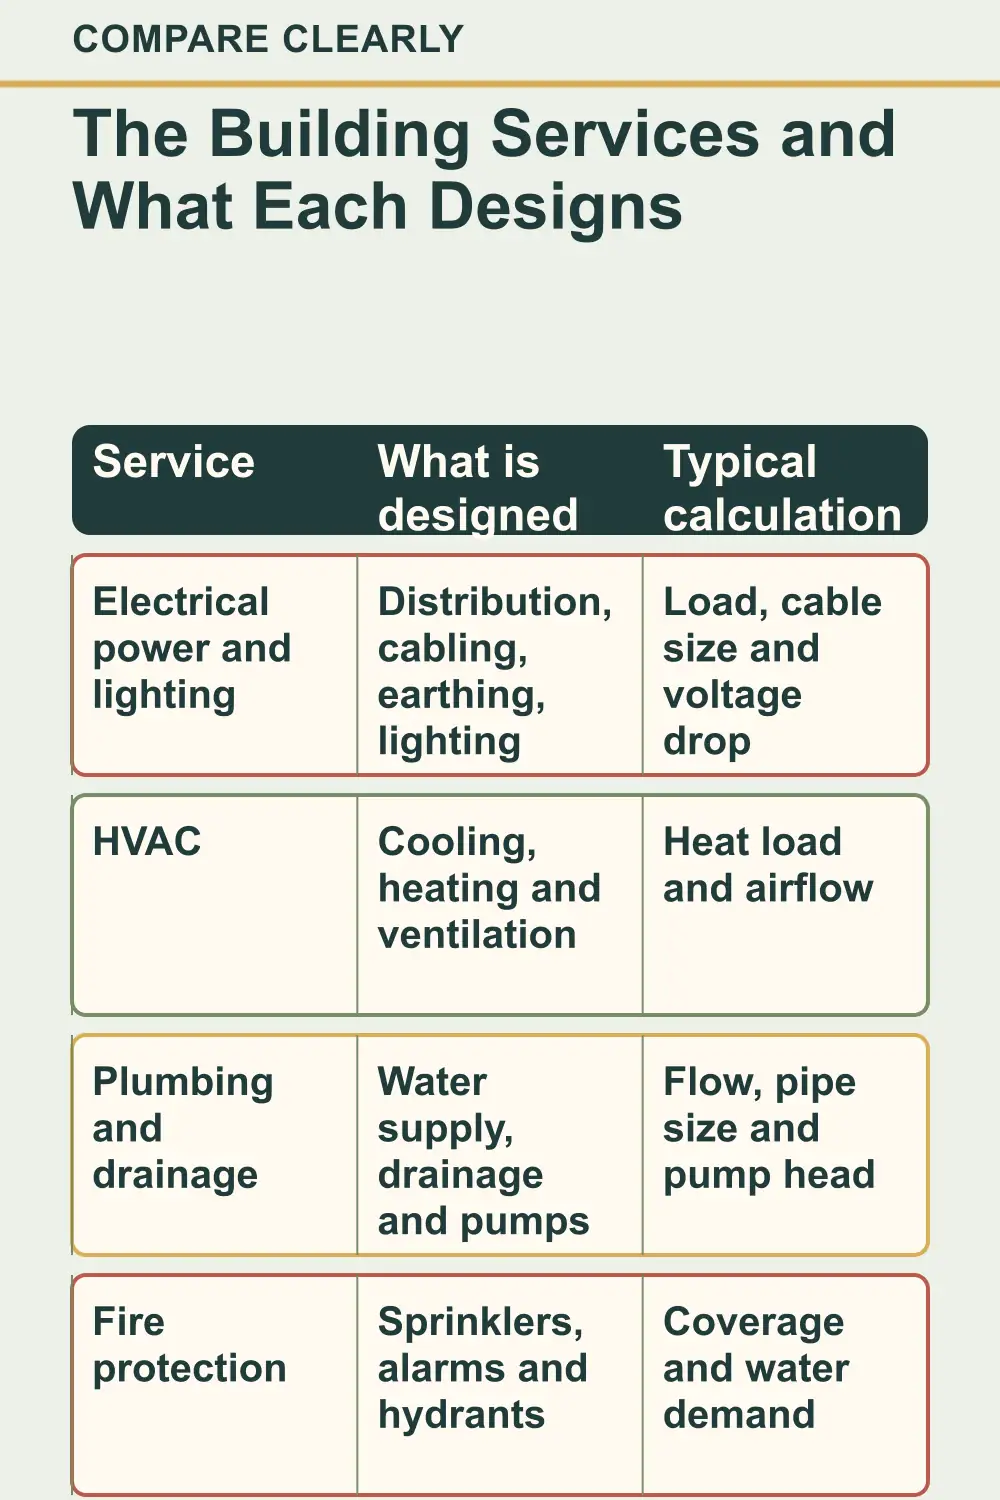 COMPARE CLEARLY
The Building Services and
What Each Designs
Service
What is
designed
Typical
calculation
Electrical
power and
lighting
Distribution,
cabling,
earthing,
lighting
Load, cable
size and
voltage
drop
HVAC
Cooling,
heating and
ventilation
Heat load
and airflow
Plumbing
and
drainage
Water
supply,
drainage
and pumps
Flow, pipe
size and
pump head
Fire
protection
Sprinklers,
alarms and
hydrants
Coverage
and water
demand